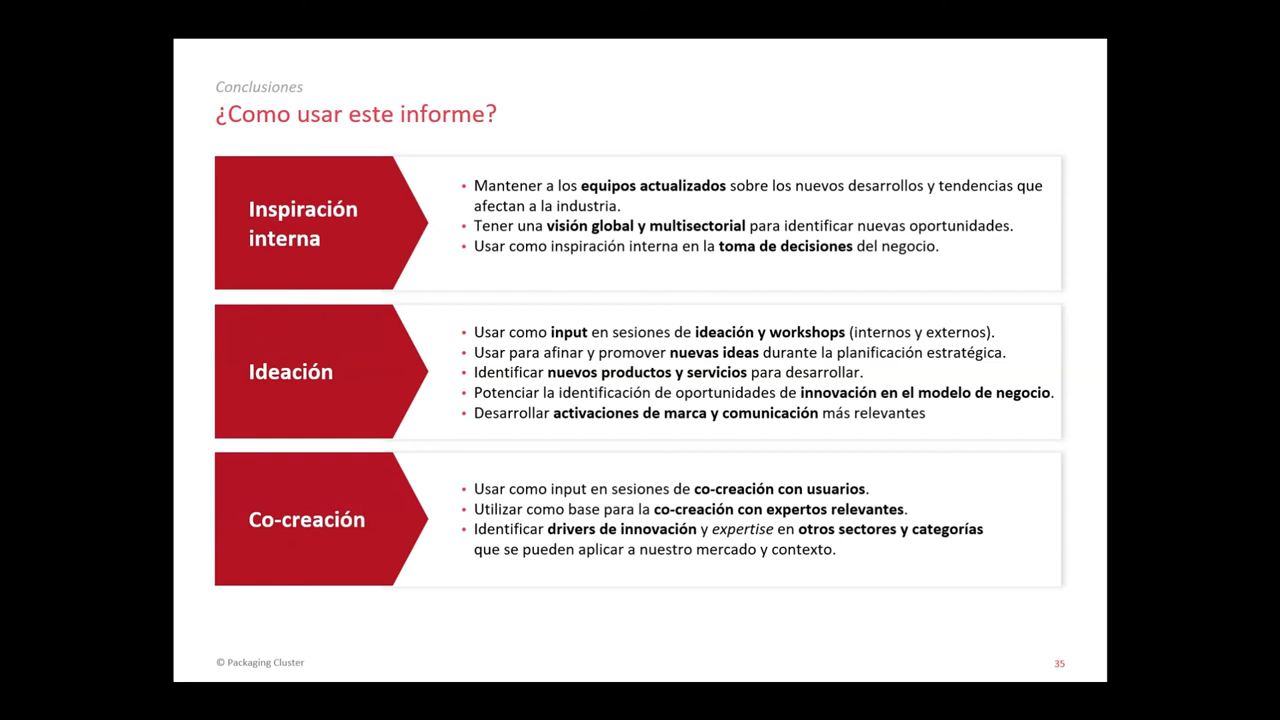 Conclusiones
¿Como usar este informe?
Inspiración
interna
• Mantener a los equipos actualizados sobre los nuevos desarrollos y tendencias que
afectan a la industria.
• Tener una visión global y multisectorial para identificar nuevas oportunidades.
• Usar como inspiración interna en la toma de decisiones del negocio.
Ideación
• Usar como input en sesiones de ideación y workshops (internos y externos).
• Usar para afinar y promover nuevas ideas durante la planificación estratégica.
• Identificar nuevos productos y servicios para desarrollar.
• Potenciar la identificación de oportunidades de innovación en el modelo de negocio.
• Desarrollar activaciones de marca y comunicación más relevantes
Co-creación
• Usar como input en sesiones de co-creación con usuarios.
• Utilizar como base para la co-creación con expertos relevantes.
• Identificar drivers de innovación y expertise en otros sectores y categorías
que se pueden aplicar a nuestro mercado y contexto.
© Packaging Cluster
35